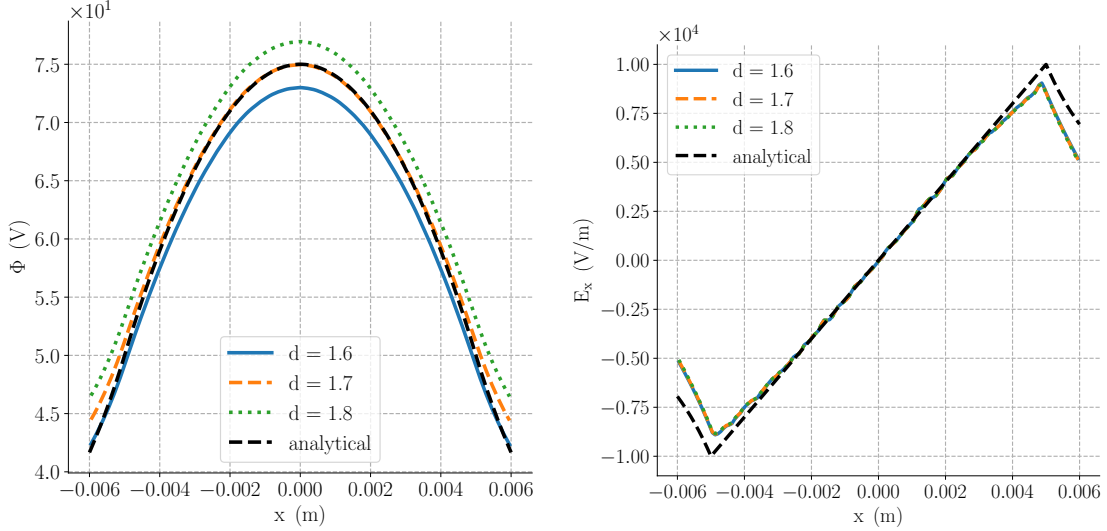 ×10¹
7.5
7.0
6.5
6.0
5.5
5.0
4.5
4.0
Φ (V)
−0.006 −0.004 −0.002 0.000 0.002 0.004 0.006
x (m)
d = 1.6
d = 1.7
d = 1.8
analytical
×10⁴
1.00
0.75
0.50
0.25
0.00
−0.25
−0.50
−0.75
−1.00
Eₓ (V/m)
−0.006 −0.004 −0.002 0.000 0.002 0.004 0.006
x (m)
d = 1.6
d = 1.7
d = 1.8
analytical